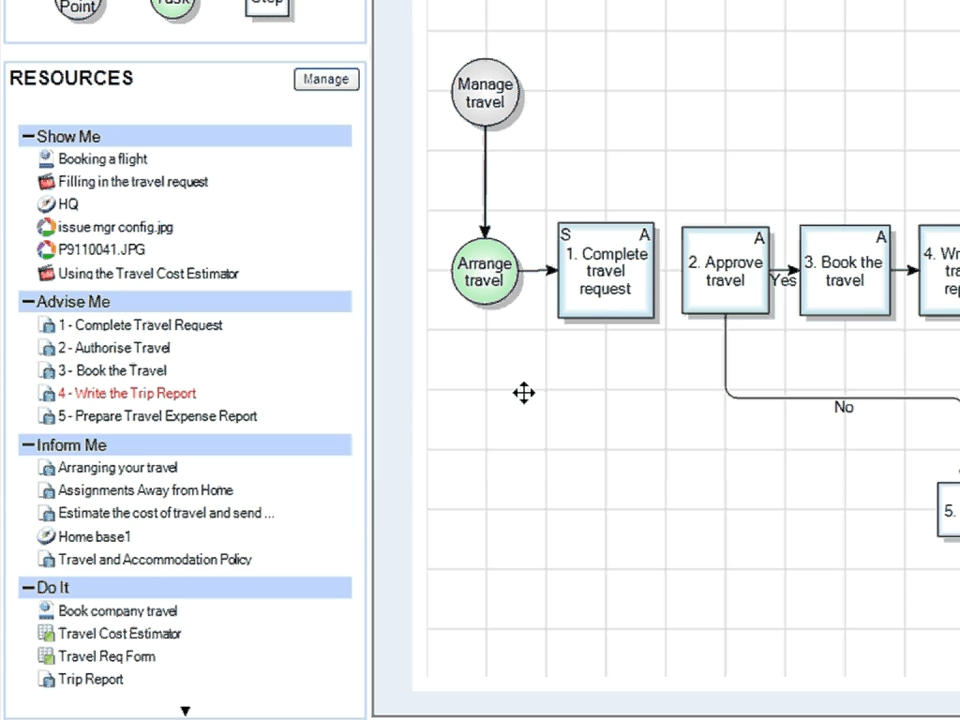 Point
Task
Step
RESOURCES
Manage
Show Me
Booking a flight
Filling in the travel request
HQ
issue mgr config.jpg
P9110041.JPG
Using the Travel Cost Estimator
Advise Me
1 - Complete Travel Request
2 - Authorise Travel
3 - Book the Travel
4 - Write the Trip Report
5 - Prepare Travel Expense Report
Inform Me
Arranging your travel
Assignments Away from Home
Estimate the cost of travel and send ...
Home base1
Travel and Accommodation Policy
Do It
Book company travel
Travel Cost Estimator
Travel Req Form
Trip Report
Manage
travel
Arrange
travel
S A
1. Complete
travel
request
A
2. Approve
travel
Yes
A
3. Book the
travel
4.
No
5.